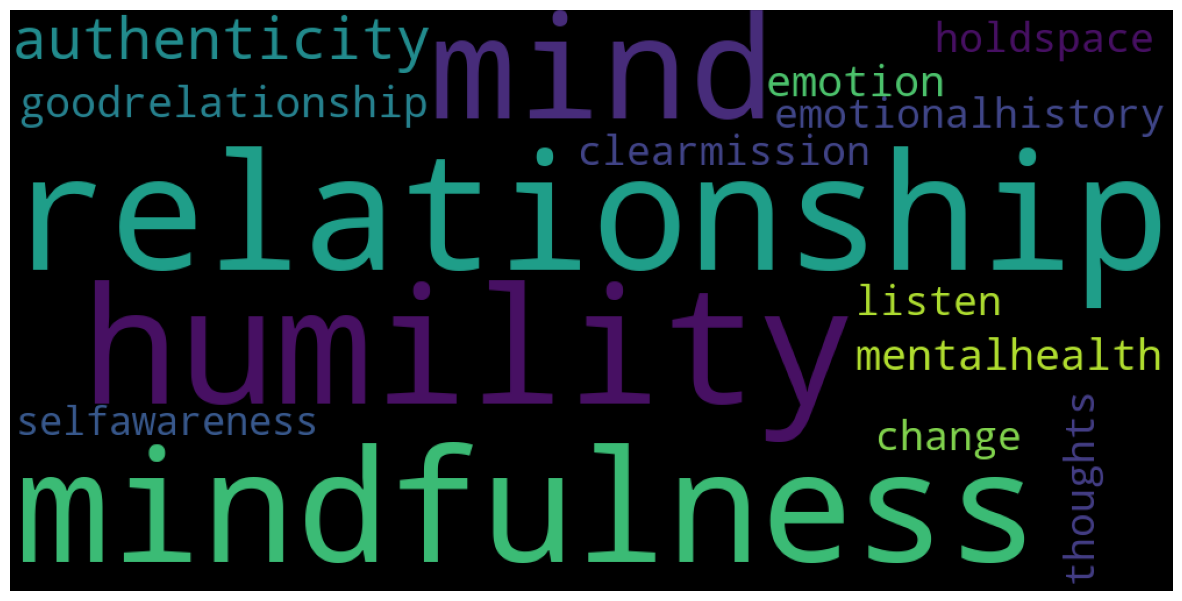 authenticity
mind
holdspace
emotion
goodrelationship
emotionalhistory
clearmission
relationship
humility
listen
mentalhealth
selfawareness
change
thoughts
mindfulness